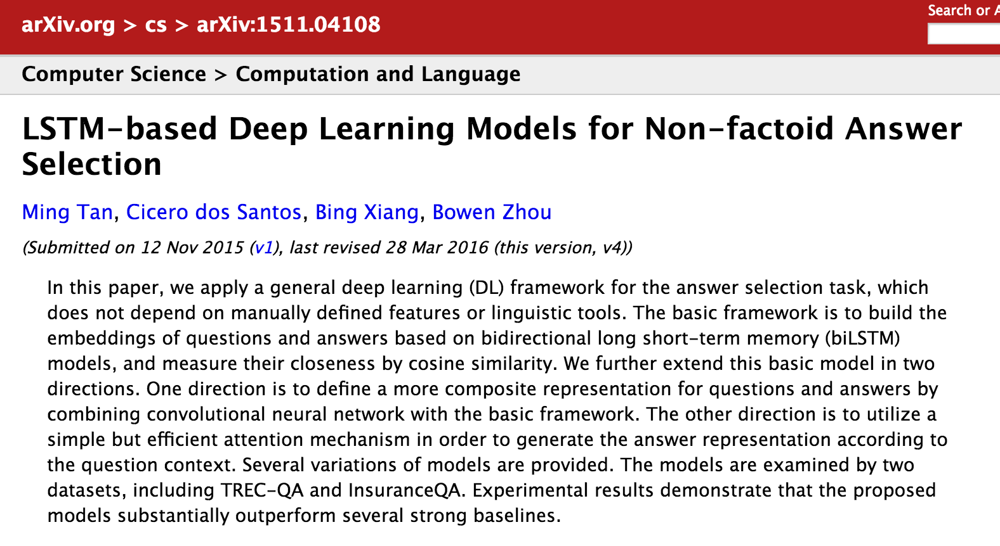 arXiv.org > cs > arXiv:1511.04108
Search or A
Computer Science > Computation and Language
LSTM-based Deep Learning Models for Non-factoid Answer
Selection
Ming Tan, Cicero dos Santos, Bing Xiang, Bowen Zhou
(Submitted on 12 Nov 2015 (v1), last revised 28 Mar 2016 (this version, v4))
In this paper, we apply a general deep learning (DL) framework for the answer selection task, which
does not depend on manually defined features or linguistic tools. The basic framework is to build the
embeddings of questions and answers based on bidirectional long short-term memory (biLSTM)
models, and measure their closeness by cosine similarity. We further extend this basic model in two
directions. One direction is to define a more composite representation for questions and answers by
combining convolutional neural network with the basic framework. The other direction is to utilize a
simple but efficient attention mechanism in order to generate the answer representation according to
the question context. Several variations of models are provided. The models are examined by two
datasets, including TREC-QA and InsuranceQA. Experimental results demonstrate that the proposed
models substantially outperform several strong baselines.